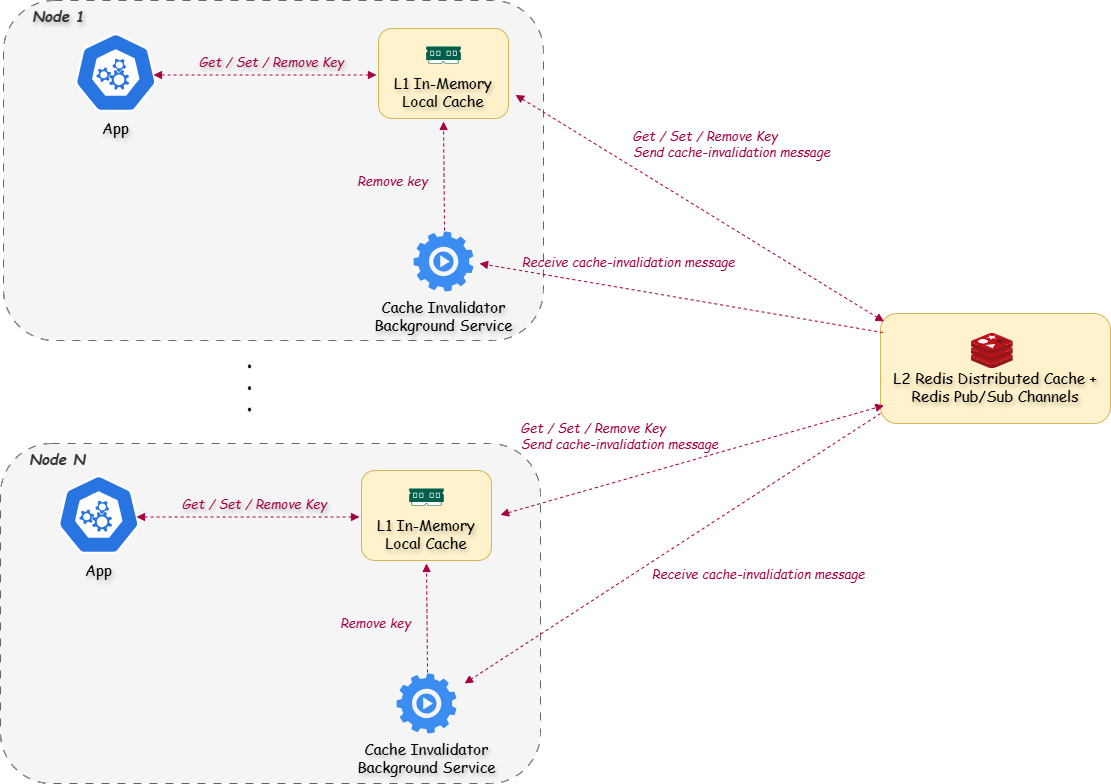 Node 1
Get / Set / Remove Key
L1 In-Memory
Local Cache
App
Get / Set / Remove Key
Send cache-invalidation message
Remove key
Receive cache-invalidation message
Cache Invalidator
Background Service
L2 Redis Distributed Cache +
Redis Pub/Sub Channels
Get / Set / Remove Key
Send cache-invalidation message
Node N
Get / Set / Remove Key
L1 In-Memory
Local Cache
App
Receive cache-invalidation message
Remove key
Cache Invalidator
Background Service